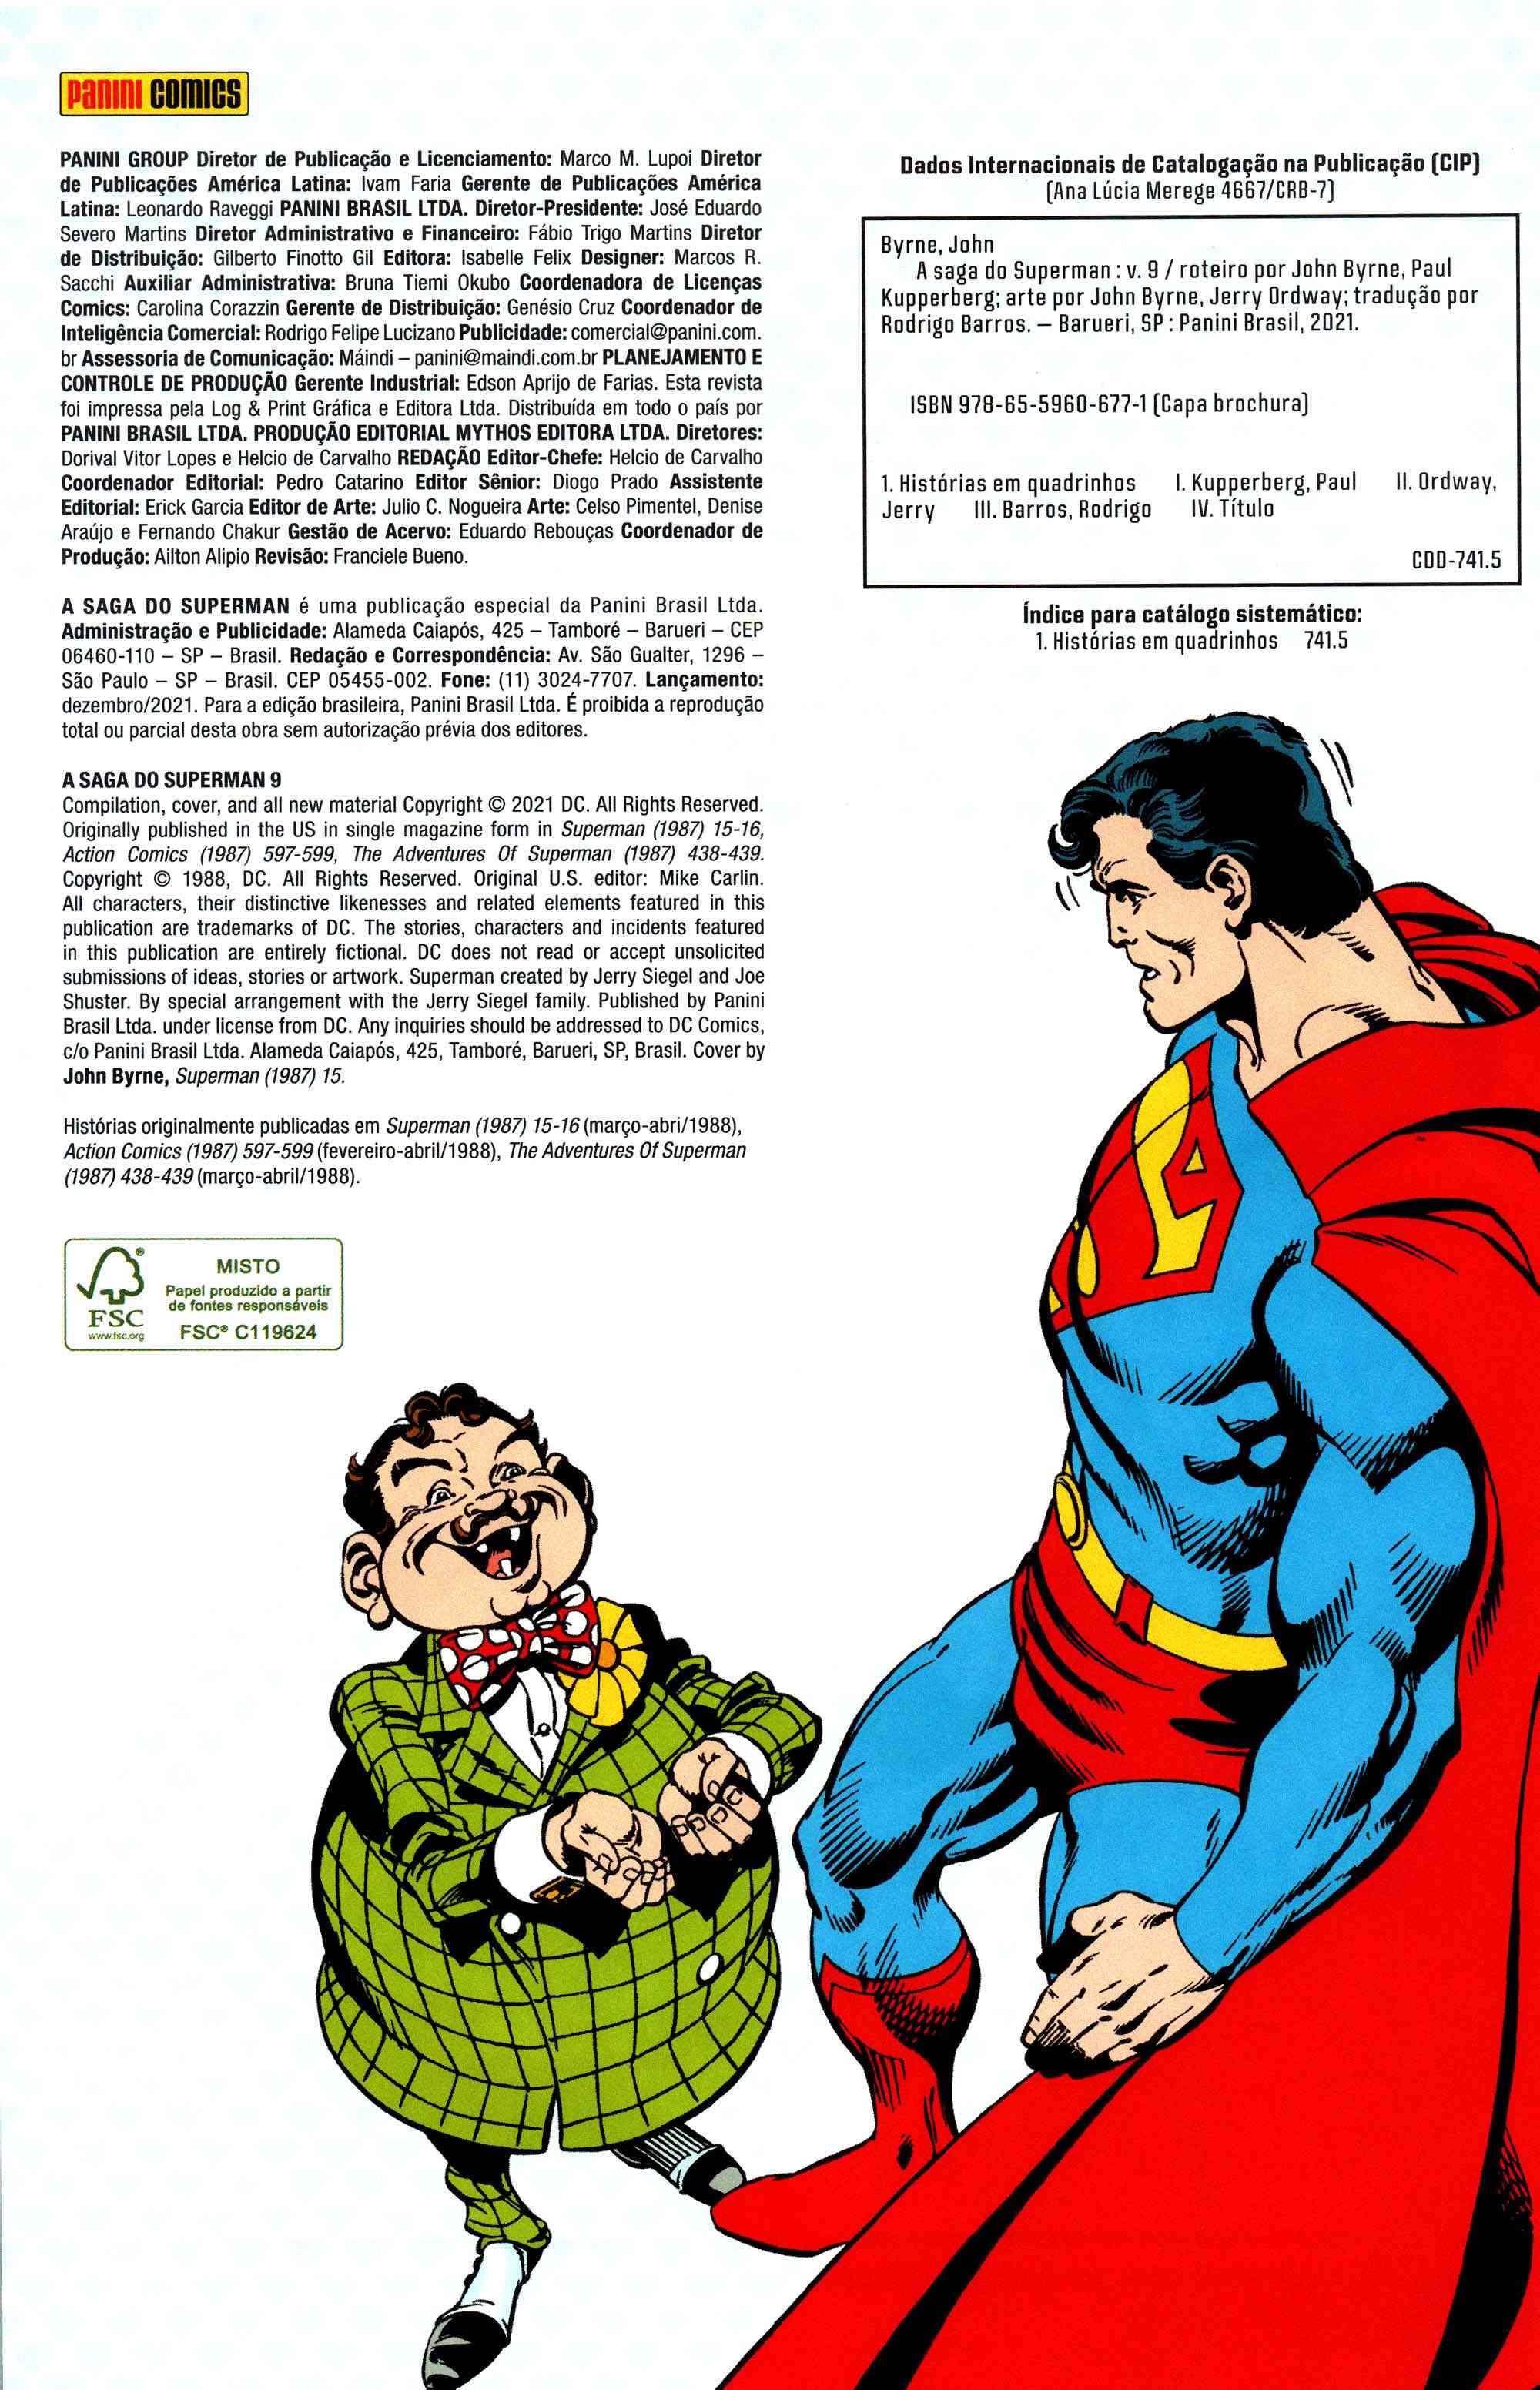 PANINI COMICS
PANINI GROUP Diretor de Publicação e Licenciamento: Marco M. Lupoi Diretor
de Publicações América Latina: Ivam Faria Gerente de Publicações América
Latina: Leonardo Raveggi PANINI BRASIL LTDA. Diretor-Presidente: José Eduardo
Severo Martins Diretor Administrativo e Financeiro: Fábio Trigo Martins Diretor
de Distribuição: Gilberto Finotto Gil Editora: Isabelle Felix Designer: Marcos R.
Sacchi Auxiliar Administrativa: Bruna Tiemi Okubo Coordenadora de Licenças
Comics: Carolina Corazzin Gerente de Distribuição: Genésio Cruz Coordenador de
Inteligência Comercial: Rodrigo Felipe Lucizano Publicidade: comercial@panini.com.
br Assessoria de Comunicação: Máindi – panini@maindi.com.br PLANEJAMENTO E
CONTROLE DE PRODUÇÃO Gerente Industrial: Edson Aprijo de Farias. Esta revista
foi impressa pela Log & Print Gráfica e Editora Ltda. Distribuída em todo o país por
PANINI BRASIL LTDA. PRODUÇÃO EDITORIAL MYTHOS EDITORA LTDA. Diretores:
Dorival Vitor Lopes e Helcio de Carvalho REDAÇÃO Editor-Chefe: Helcio de Carvalho
Coordenador Editorial: Pedro Catarino Editor Sênior: Diogo Prado Assistente
Editorial: Erick Garcia Editor de Arte: Julio C. Nogueira Arte: Celso Pimentel, Denise
Araújo e Fernando Chakur Gestão de Acervo: Eduardo Rebouças Coordenador de
Produção: Ailton Alipio Revisão: Franciele Bueno.
A SAGA DO SUPERMAN é uma publicação especial da Panini Brasil Ltda.
Administração e Publicidade: Alameda Caiapós, 425 – Tamboré – Barueri – CEP
06460-110 – SP – Brasil. Redação e Correspondência: Av. São Gualter, 1296 –
São Paulo – SP – Brasil. CEP 05455-002. Fone: (11) 3024-7707. Lançamento:
dezembro/2021. Para a edição brasileira, Panini Brasil Ltda. É proibida a reprodução
total ou parcial desta obra sem autorização prévia dos editores.
A SAGA DO SUPERMAN 9
Compilation, cover, and all new material Copyright © 2021 DC. All Rights Reserved.
Originally published in the US in single magazine form in Superman (1987) 15-16,
Action Comics (1987) 597-599, The Adventures Of Superman (1987) 438-439.
Copyright © 1988, DC. All Rights Reserved. Original U.S. editor: Mike Carlin.
All characters, their distinctive likenesses and related elements featured in this
publication are trademarks of DC. The stories, characters and incidents featured
in this publication are entirely fictional. DC does not read or accept unsolicited
submissions of ideas, stories or artwork. Superman created by Jerry Siegel and Joe
Shuster. By special arrangement with the Jerry Siegel family. Published by Panini
Brasil Ltda. under license from DC. Any inquiries should be addressed to DC Comics,
c/o Panini Brasil Ltda. Alameda Caiapós, 425, Tamboré, Barueri, SP, Brasil. Cover by
John Byrne, Superman (1987) 15.
Histórias originalmente publicadas em Superman (1987) 15-16 (março-abri/1988),
Action Comics (1987) 597-599 (fevereiro-abril/1988), The Adventures Of Superman
(1987) 438-439 (março-abril/1988).
FSC
www.fsc.org
MISTO
Papel produzido a partir
de fontes responsáveis
FSC® C119624
Dados Internacionais de Catalogação na Publicação (CIP)
(Ana Lúcia Merege 4667/CRB-7)
Byrne, John
A saga do Superman : v. 9 / roteiro por John Byrne, Paul
Kupperberg; arte por John Byrne, Jerry Ordway; tradução por
Rodrigo Barros. — Barueri, SP : Panini Brasil, 2021.
ISBN 978-65-5960-677-1 (Capa brochura)
1. Histórias em quadrinhos I. Kupperberg, Paul II. Ordway,
Jerry III. Barros, Rodrigo IV. Título
CDD-741.5
Índice para catálogo sistemático:
1. Histórias em quadrinhos 741.5